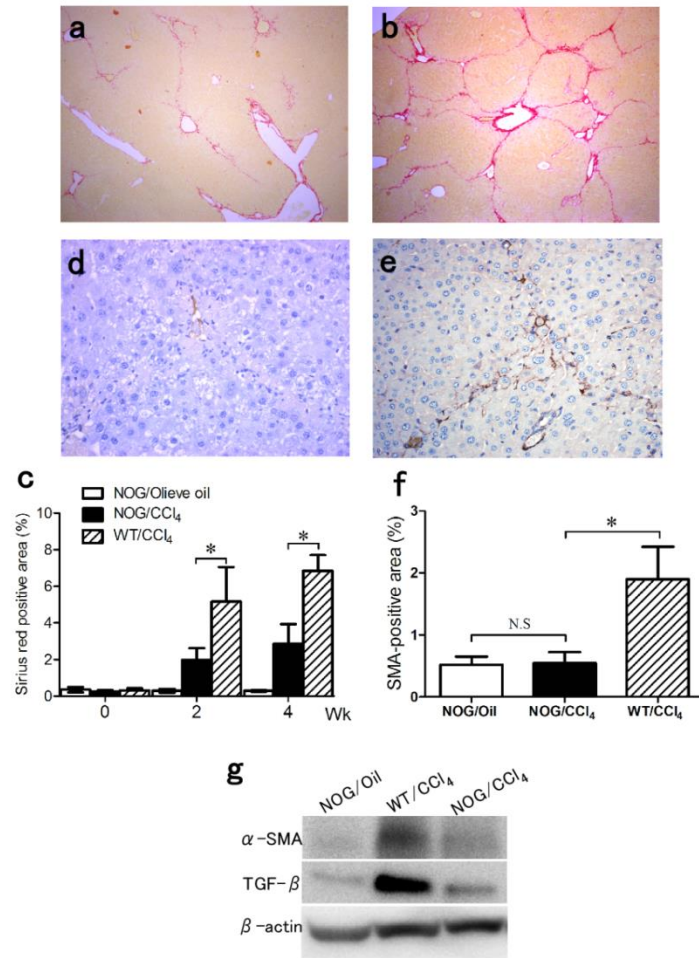 a
b
d
e
c
NOG/Olieve oil
NOG/CCl₄
WT/CCl₄
Sirius red positive area (%)
10
8
6
4
2
0
*
*
0 2 4 Wk
f
SMA-positive area (%)
3
2
1
0
N.S
*
NOG/Oil NOG/CCl₄ WT/CCl₄
g
NOG/Oil WT/CCl₄ NOG/CCl₄
α-SMA
TGF-β
β-actin